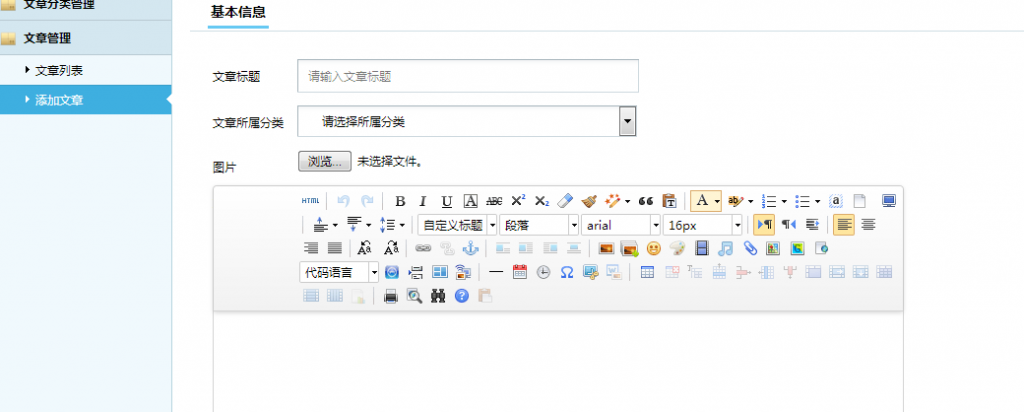 文章分类管理
基本信息
文章管理
文章列表
添加文章
文章标题 请输入文章标题
文章所属分类 请选择所属分类
图片 浏览... 未选择文件。
HTML B I U A ABC X² X₂ A ab a
自定义标题 段落 arial 16px
代码语言